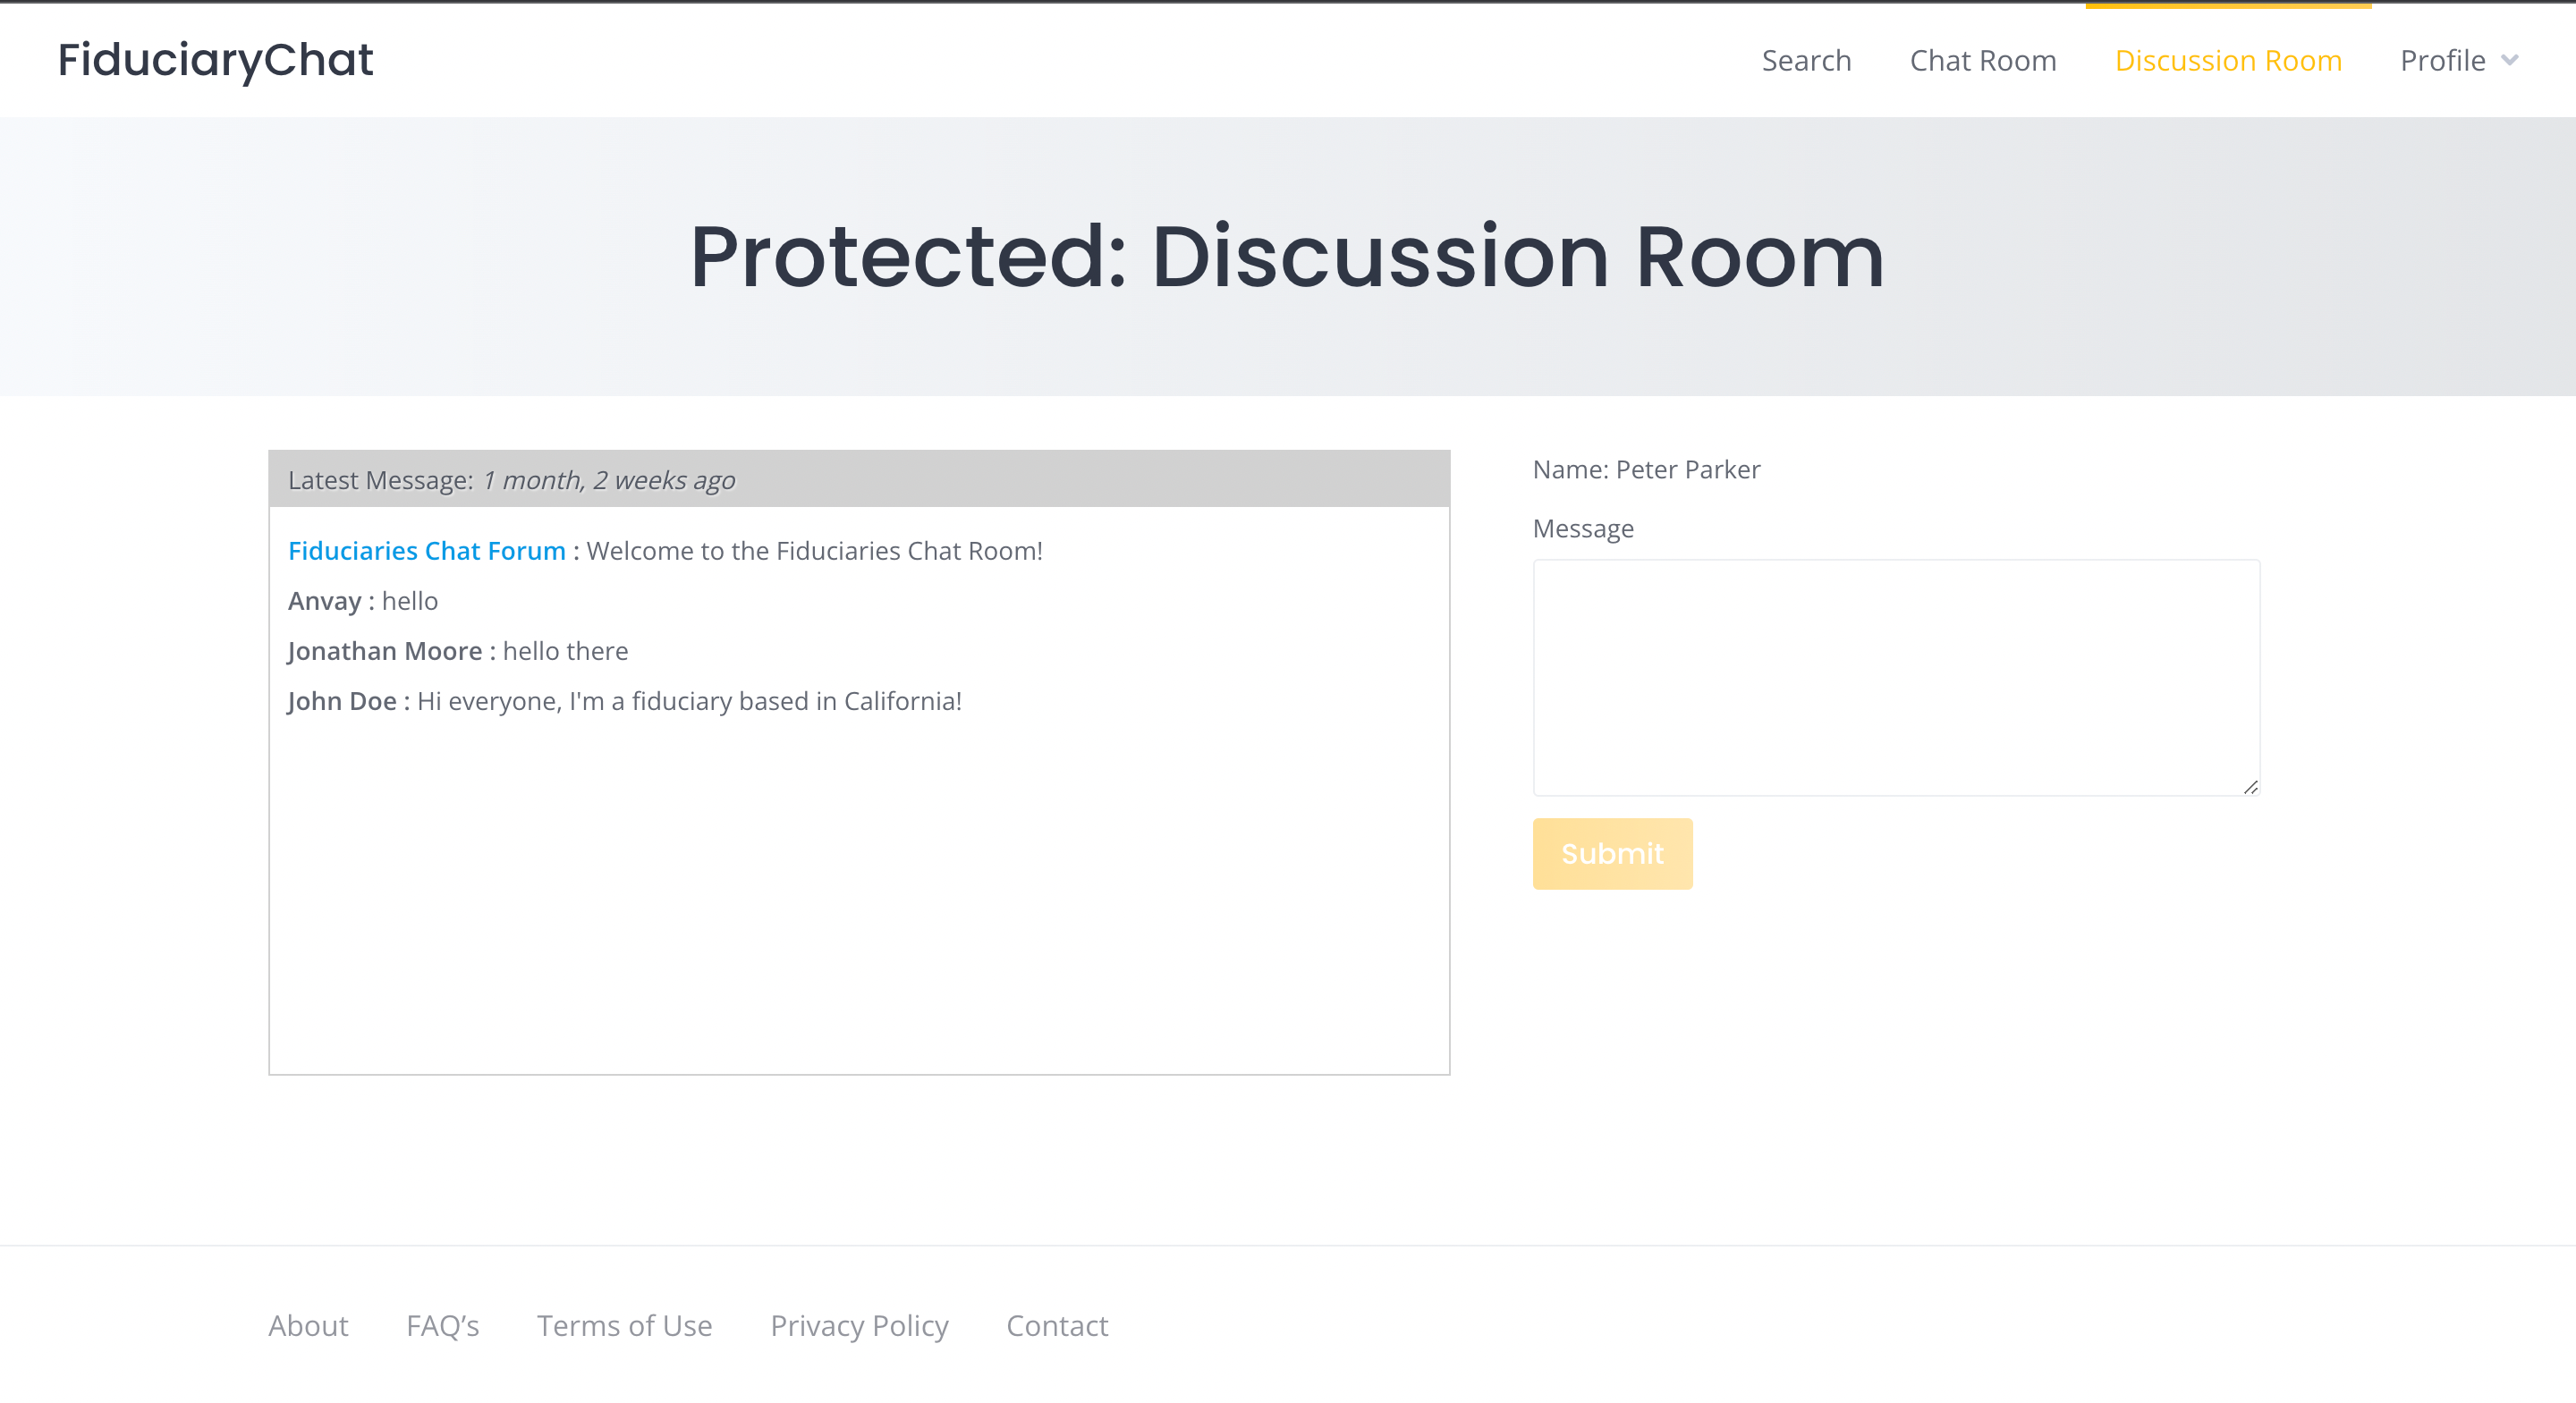 FiduciaryChat
Search Chat Room Discussion Room Profile
Protected: Discussion Room
Latest Message: 1 month, 2 weeks ago
Fiduciaries Chat Forum : Welcome to the Fiduciaries Chat Room!
Anvay : hello
Jonathan Moore : hello there
John Doe : Hi everyone, I'm a fiduciary based in California!
Name: Peter Parker
Message
Submit
About FAQ’s Terms of Use Privacy Policy Contact